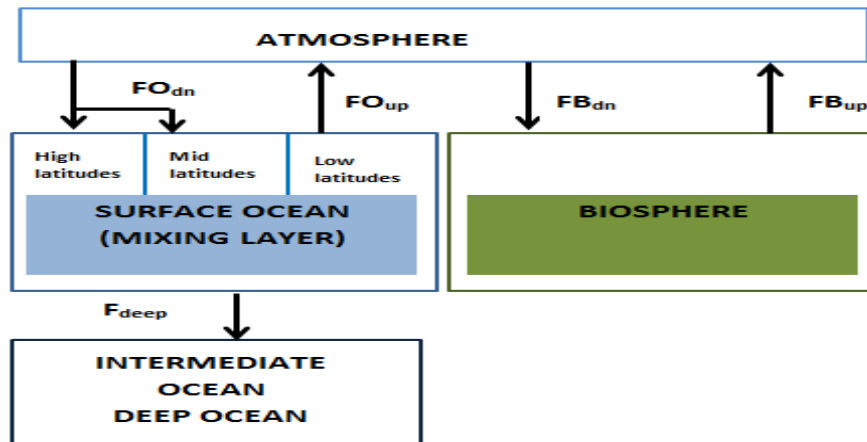 ATMOSPHERE
FOdn
FOup
FBdn
FBup
High
latitudes
Mid
latitudes
Low
latitudes
SURFACE OCEAN
(MIXING LAYER)
BIOSPHERE
Fdeep
INTERMEDIATE
OCEAN
DEEP OCEAN